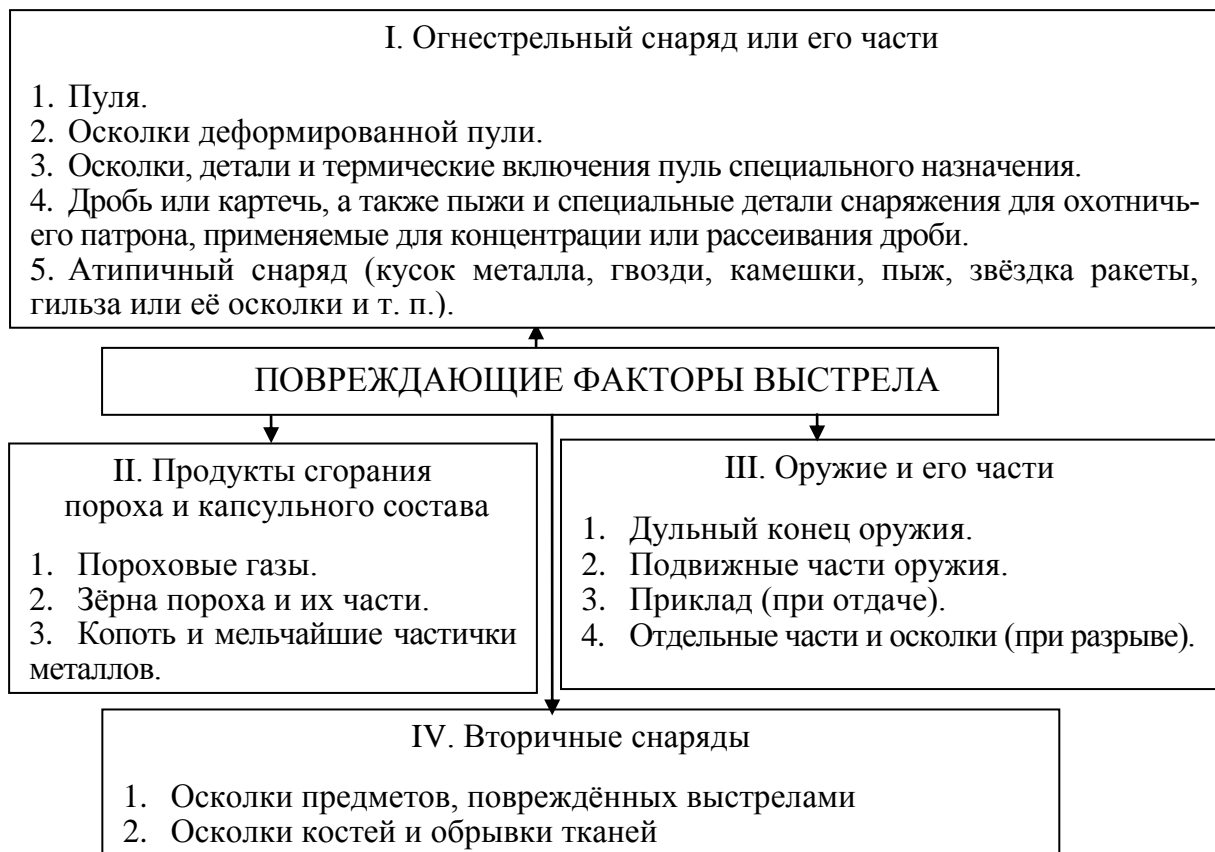 I. Огнестрельный снаряд или его части
1. Пуля.
2. Осколки деформированной пули.
3. Осколки, детали и термические включения пуль специального назначения.
4. Дробь или картечь, а также пыжи и специальные детали снаряжения для охотничь-
его патрона, применяемые для концентрации или рассеивания дроби.
5. Атипичный снаряд (кусок металла, гвозди, камешки, пыж, звёздка ракеты,
гильза или её осколки и т. п.).
ПОВРЕЖДАЮЩИЕ ФАКТОРЫ ВЫСТРЕЛА
II. Продукты сгорания
пороха и капсульного состава
1. Пороховые газы.
2. Зёрна пороха и их части.
3. Копоть и мельчайшие частички
металлов.
III. Оружие и его части
1. Дульный конец оружия.
2. Подвижные части оружия.
3. Приклад (при отдаче).
4. Отдельные части и осколки (при разрыве).
IV. Вторичные снаряды
1. Осколки предметов, повреждённых выстрелами
2. Осколки костей и обрывки тканей